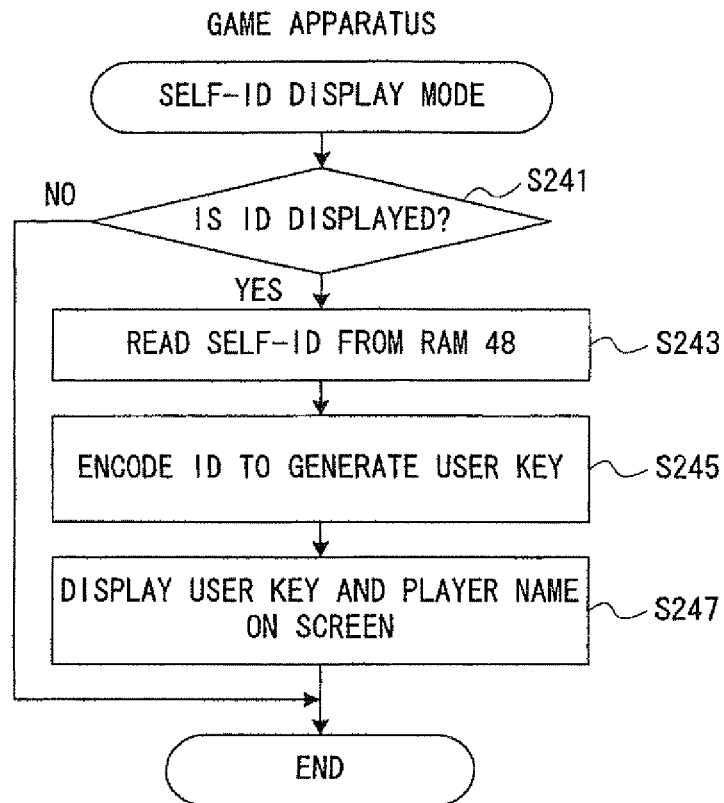 GAME APPARATUS
SELF-ID DISPLAY MODE
NO
S241
IS ID DISPLAYED?
YES
READ SELF-ID FROM RAM 48
S243
ENCODE ID TO GENERATE USER KEY
S245
DISPLAY USER KEY AND PLAYER NAME
ON SCREEN
S247
END